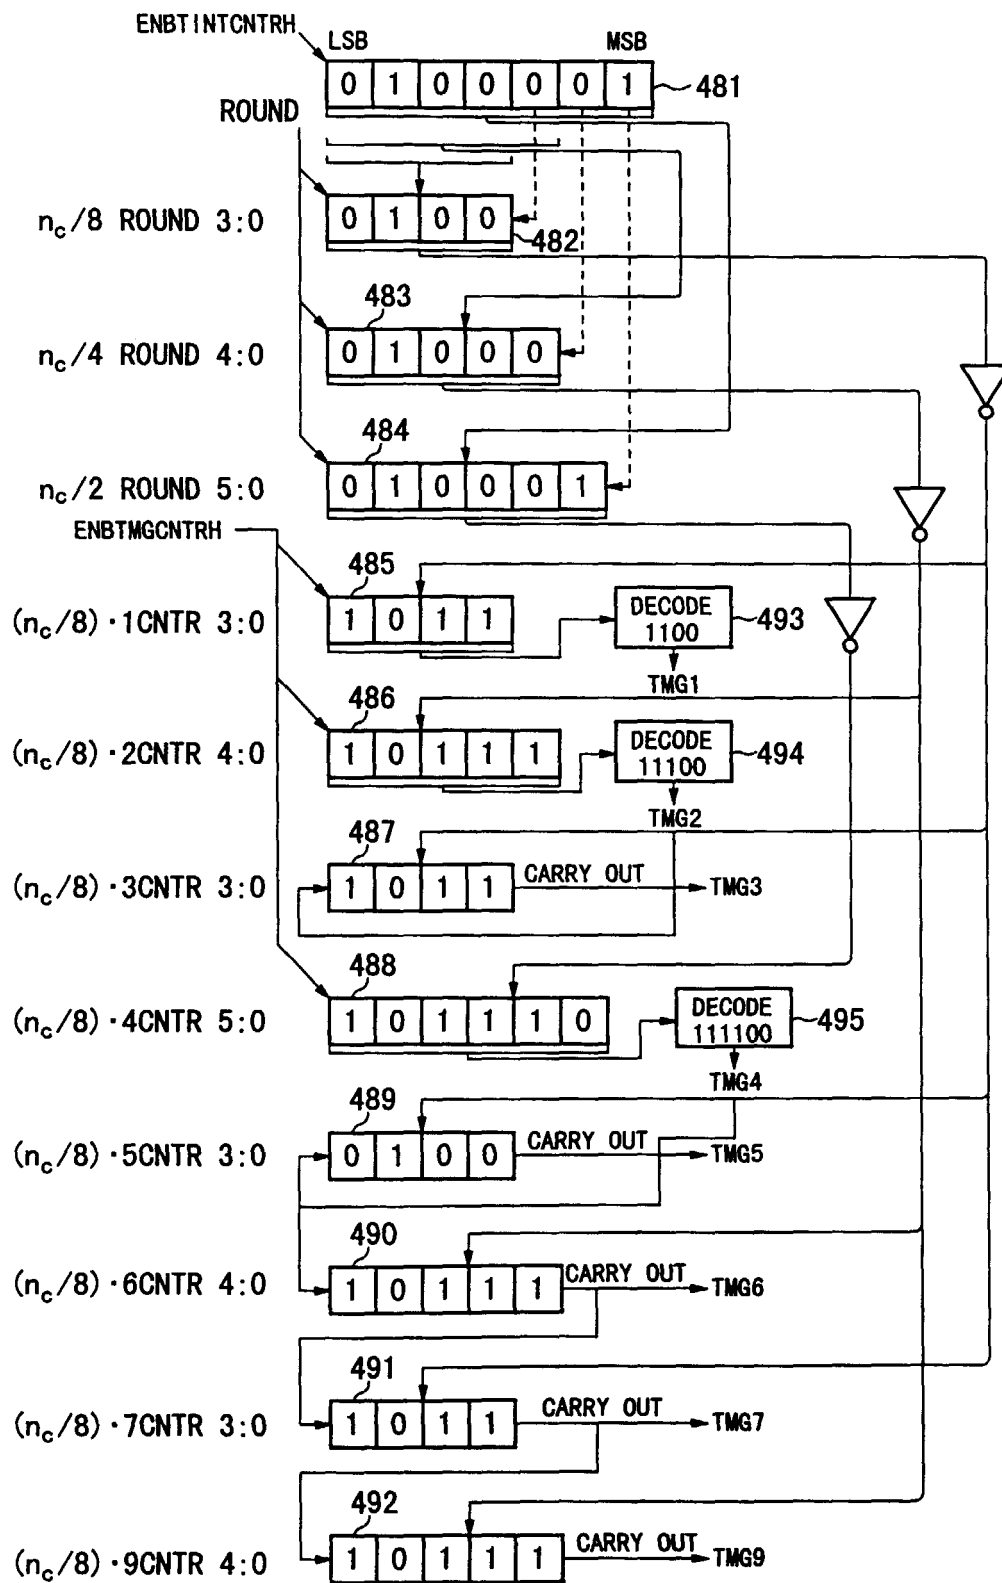 ENBTINTCNTRH
LSB MSB
0 1 0 0 0 0 1 481
ROUND
n_c/8 ROUND 3:0 0 1 0 0 482
483
n_c/4 ROUND 4:0 0 1 0 0 0
484
n_c/2 ROUND 5:0 0 1 0 0 0 1
ENBTMGCNTRH
485
(n_c/8)·1CNTR 3:0 1 0 1 1 DECODE 1100 493
TMG1
486
(n_c/8)·2CNTR 4:0 1 0 1 1 1 DECODE 11100 494
TMG2
487
(n_c/8)·3CNTR 3:0 1 0 1 1 CARRY OUT TMG3
488
(n_c/8)·4CNTR 5:0 1 0 1 1 1 0 DECODE 111100 495
TMG4
489
(n_c/8)·5CNTR 3:0 0 1 0 0 CARRY OUT TMG5
490
(n_c/8)·6CNTR 4:0 1 0 1 1 1 CARRY OUT TMG6
491
(n_c/8)·7CNTR 3:0 1 0 1 1 CARRY OUT TMG7
492
(n_c/8)·9CNTR 4:0 1 0 1 1 1 CARRY OUT TMG9